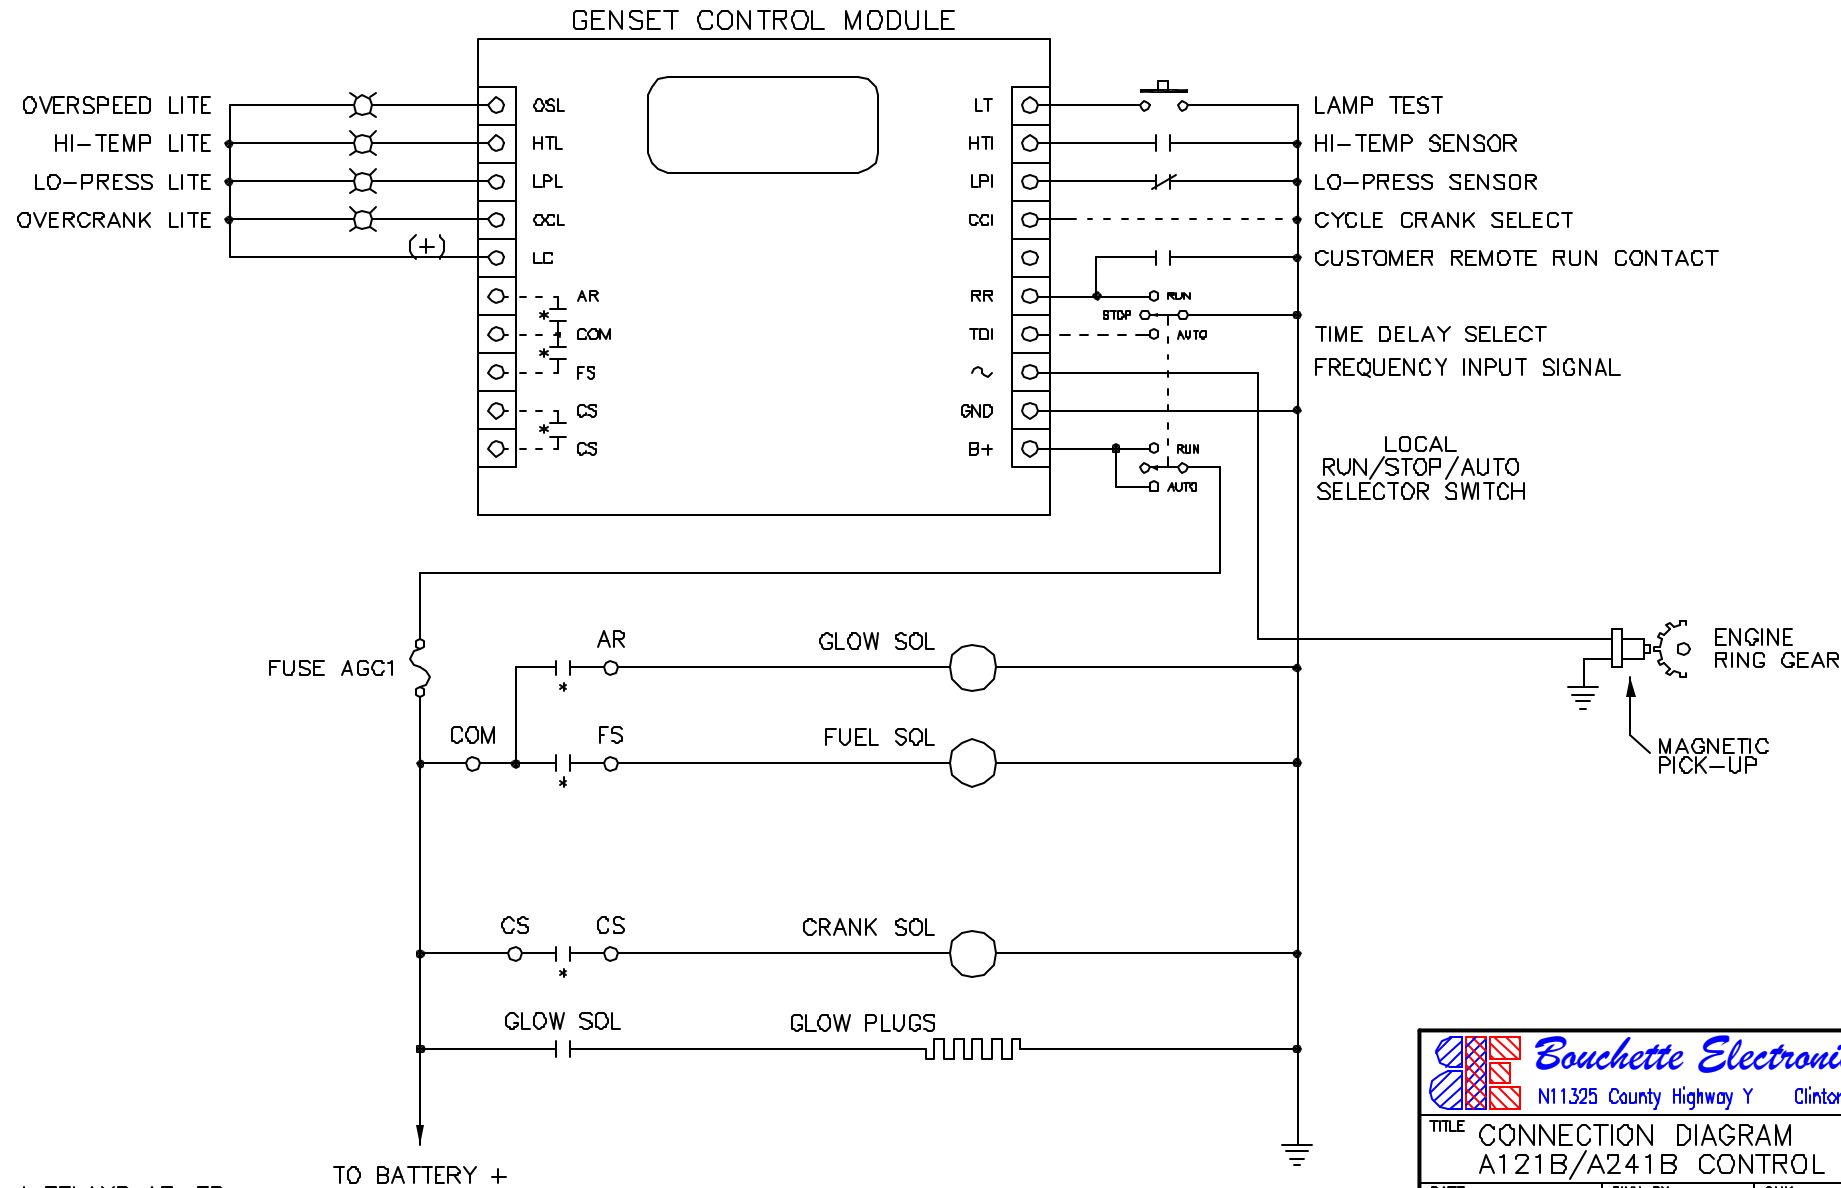 GENSET CONTROL MODULE
OVERSPEED LITE
HI-TEMP LITE
LO-PRESS LITE
OVERCRANK LITE
(+)
OSL
HTL
LPL
OCL
LC
AR
*
COM
*
FS
CS
*
CS
LT
HTI
LPI
CCI
RR
TDI
~
GND
B+
RUN
STOP
AUTO
RUN
AUTO
LAMP TEST
HI-TEMP SENSOR
LO-PRESS SENSOR
CYCLE CRANK SELECT
CUSTOMER REMOTE RUN CONTACT
TIME DELAY SELECT
FREQUENCY INPUT SIGNAL
LOCAL
RUN/STOP/AUTO
SELECTOR SWITCH
FUSE AGC1
AR
*
GLOW SOL
COM
FS
*
FUEL SOL
ENGINE
RING GEAR
MAGNETIC
PICK-UP
CS
CS
*
CRANK SOL
GLOW SOL
GLOW PLUGS
TO BATTERY +
Bouchette Electroni
N11325 County Highway Y Clinton
TITLE
CONNECTION DIAGRAM
A121B/A241B CONTROL